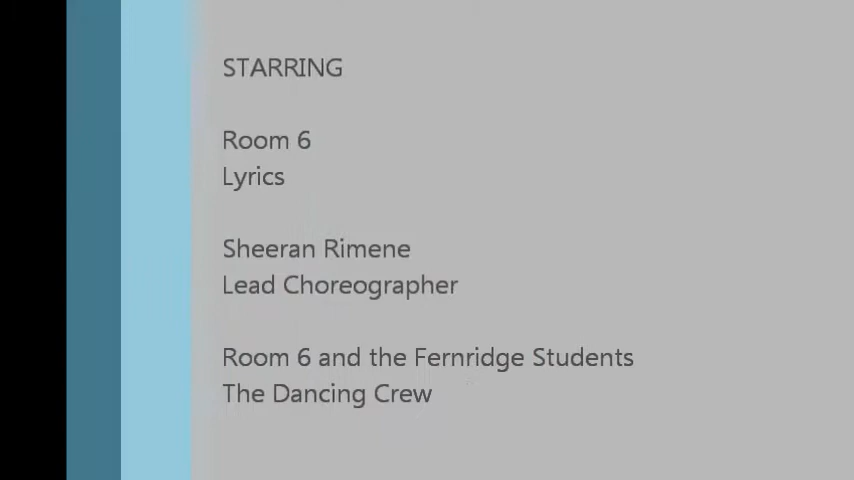 STARRING
Room 6
Lyrics
Sheeran Rimene
Lead Choreographer
Room 6 and the Fernridge Students
The Dancing Crew